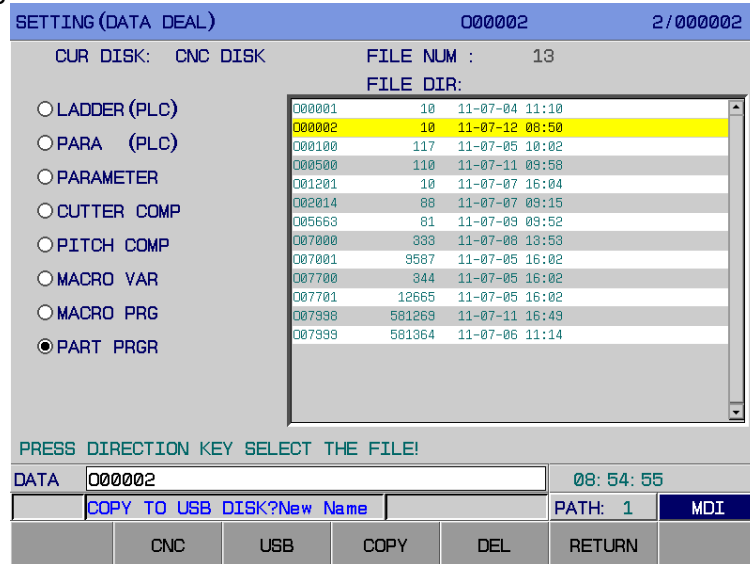 SETTING(DATA DEAL) O00002 2/000002
CUR DISK: CNC DISK FILE NUM : 13
FILE DIR:
LADDER(PLC)
PARA (PLC)
PARAMETER
CUTTER COMP
PITCH COMP
MACRO VAR
MACRO PRG
PART PRGR
O00001 10 11-07-04 11:10
O00002 10 11-07-12 08:50
O00100 117 11-07-05 10:02
O00500 110 11-07-11 09:58
O01201 10 11-07-07 16:04
O02014 88 11-07-07 09:15
O05663 81 11-07-09 09:52
O07000 333 11-07-08 13:53
O07001 9587 11-07-05 16:02
O07700 344 11-07-05 16:02
O07701 12665 11-07-05 16:02
O07998 581269 11-07-11 16:49
O07999 581364 11-07-06 11:14
PRESS DIRECTION KEY SELECT THE FILE!
DATA O00002 08:54:55
COPY TO USB DISK?New Name PATH: 1 MDI
CNC USB COPY DEL RETURN